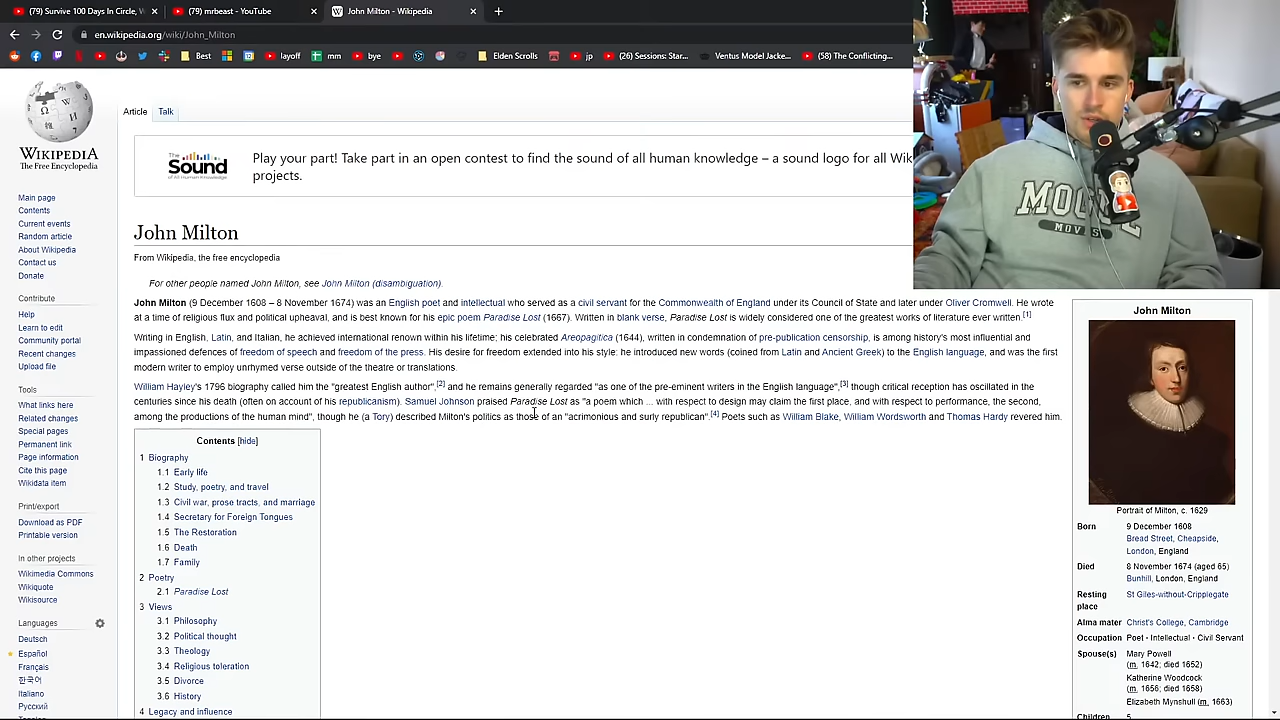 (79) Survive 100 Days In Circle,
(79) mrbeast - YouTube
John Milton - Wikipedia
en.wikipedia.org/wiki/John_Milton
Best
mm
bye
Elden Scrolls
jp
(26) Sessions: Star...
Ventus Model Jacke...
(58) The Conflicting...
WIKIPEDIA
The Free Encyclopedia
Main page
Contents
Current events
Random article
About Wikipedia
Contact us
Donate
Contribute
Help
Learn to edit
Community portal
Recent changes
Upload file
Tools
What links here
Related changes
Special pages
Permanent link
Page information
Cite this page
Wikidata item
Print/export
Download as PDF
Printable version
In other projects
Wikimedia Commons
Wikiquote
Wikisource
Languages
Deutsch
Español
Français
한국어
Italiano
Русский
Article Talk
The Sound of All Human Knowledge
Play your part! Take part in an open contest to find the sound of all human knowledge – a sound logo for all Wik
projects.
John Milton
From Wikipedia, the free encyclopedia
For other people named John Milton, see John Milton (disambiguation).
John Milton (9 December 1608 – 8 November 1674) was an English poet and intellectual who served as a civil servant for the Commonwealth of England under its Council of State and later under Oliver Cromwell. He wrote
at a time of religious flux and political upheaval, and is best known for his epic poem Paradise Lost (1667). Written in blank verse, Paradise Lost is widely considered one of the greatest works of literature ever written.[1]
Writing in English, Latin, and Italian, he achieved international renown within his lifetime; his celebrated Areopagitica (1644), written in condemnation of pre-publication censorship, is among history's most influential and
impassioned defences of freedom of speech and freedom of the press. His desire for freedom extended into his style: he introduced new words (coined from Latin and Ancient Greek) to the English language, and was the first
modern writer to employ unrhymed verse outside of the theatre or translations.
William Hayley's 1796 biography called him the "greatest English author",[2] and he remains generally regarded "as one of the pre-eminent writers in the English language",[3] though critical reception has oscillated in the
centuries since his death (often on account of his republicanism). Samuel Johnson praised Paradise Lost as "a poem which ... with respect to design may claim the first place, and with respect to performance, the second,
among the productions of the human mind", though he (a Tory) described Milton's politics as those of an "acrimonious and surly republican".[4] Poets such as William Blake, William Wordsworth and Thomas Hardy revered him.
Contents [hide]
1 Biography
1.1 Early life
1.2 Study, poetry, and travel
1.3 Civil war, prose tracts, and marriage
1.4 Secretary for Foreign Tongues
1.5 The Restoration
1.6 Death
1.7 Family
2 Poetry
2.1 Paradise Lost
3 Views
3.1 Philosophy
3.2 Political thought
3.3 Theology
3.4 Religious toleration
3.5 Divorce
3.6 History
4 Legacy and influence
MOVES
John Milton
Portrait of Milton, c. 1629
Born 9 December 1608
Bread Street, Cheapside,
London, England
Died 8 November 1674 (aged 65)
Bunhill, London, England
Resting place St Giles-without-Cripplegate
Alma mater Christ's College, Cambridge
Occupation Poet · Intellectual · Civil Servant
Spouse(s) Mary Powell
(m. 1642; died 1652)
Katherine Woodcock
(m. 1656; died 1658)
Elizabeth Mynshull (m. 1663)
Children 5